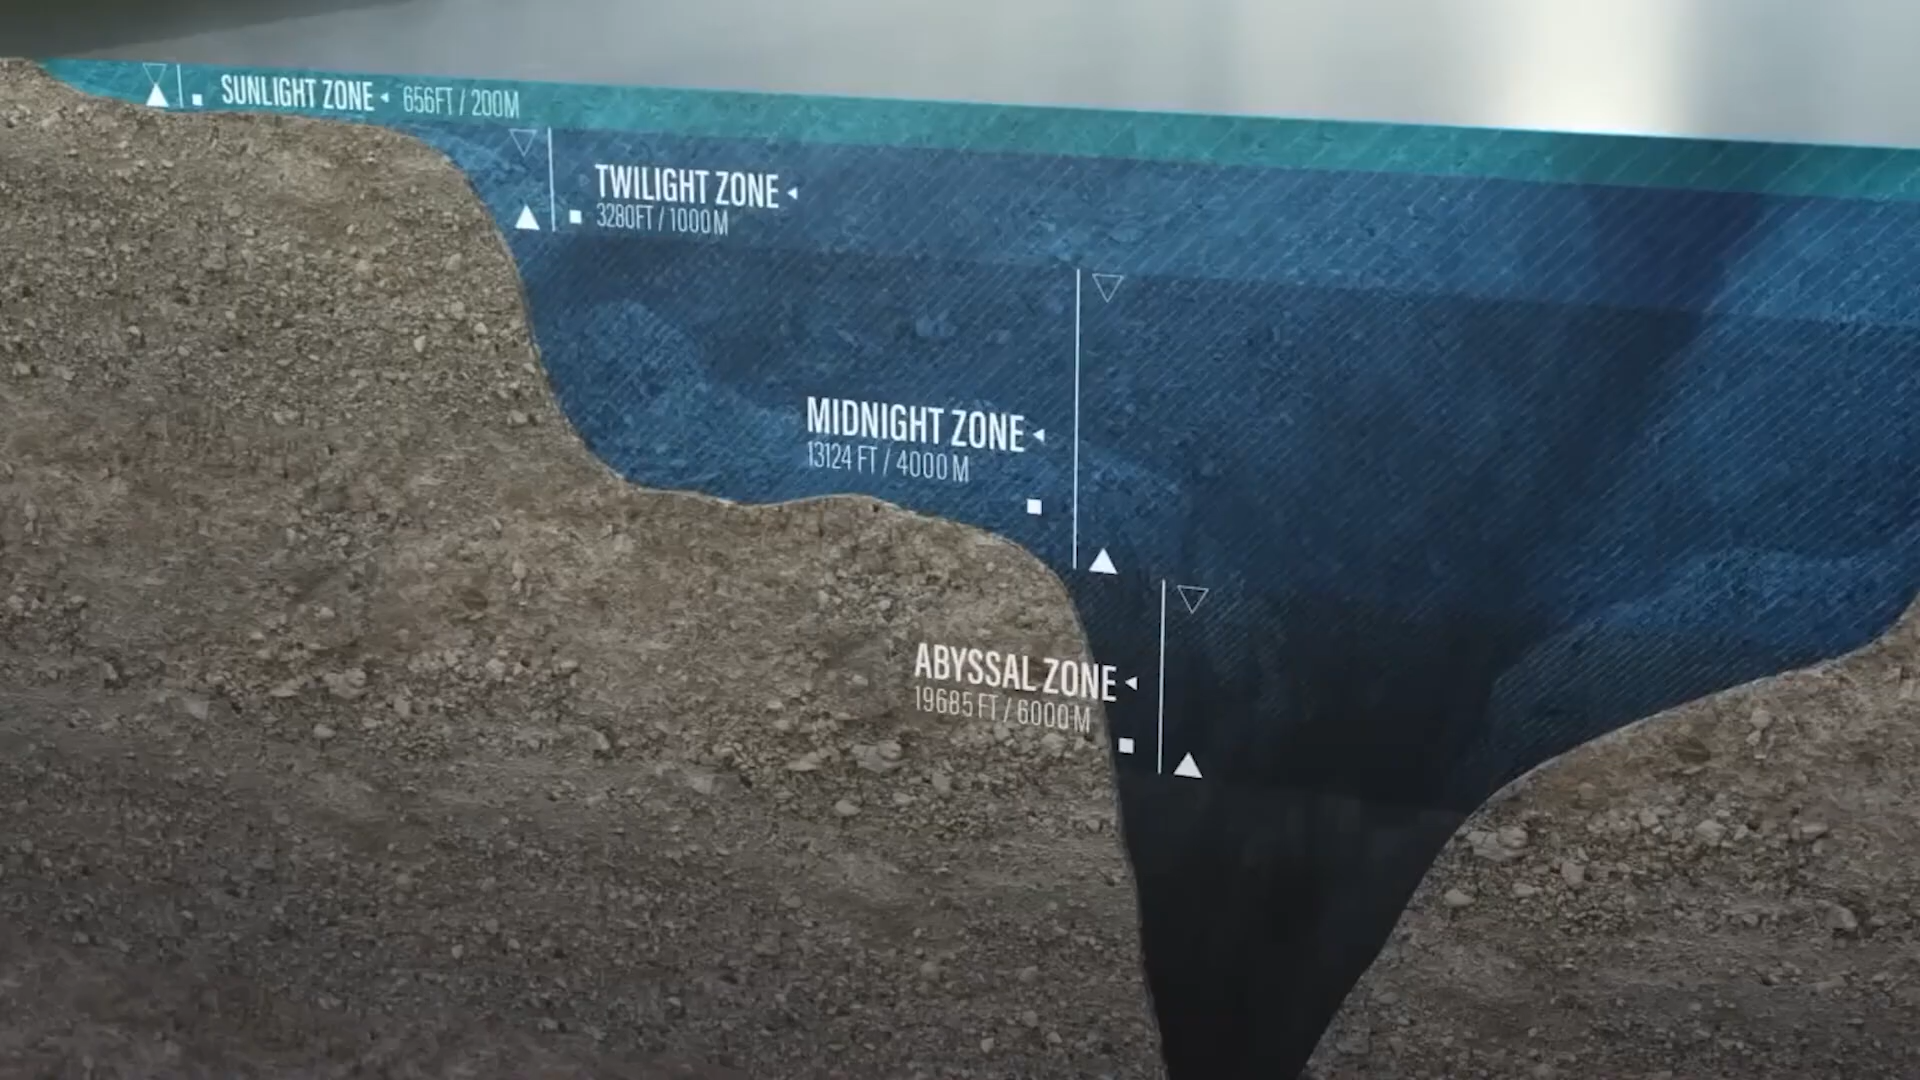 SUNLIGHT ZONE 656FT / 200M
TWILIGHT ZONE
3280FT / 1000M
MIDNIGHT ZONE
13124 FT / 4000 M
ABYSSAL ZONE
19685 FT / 6000 M